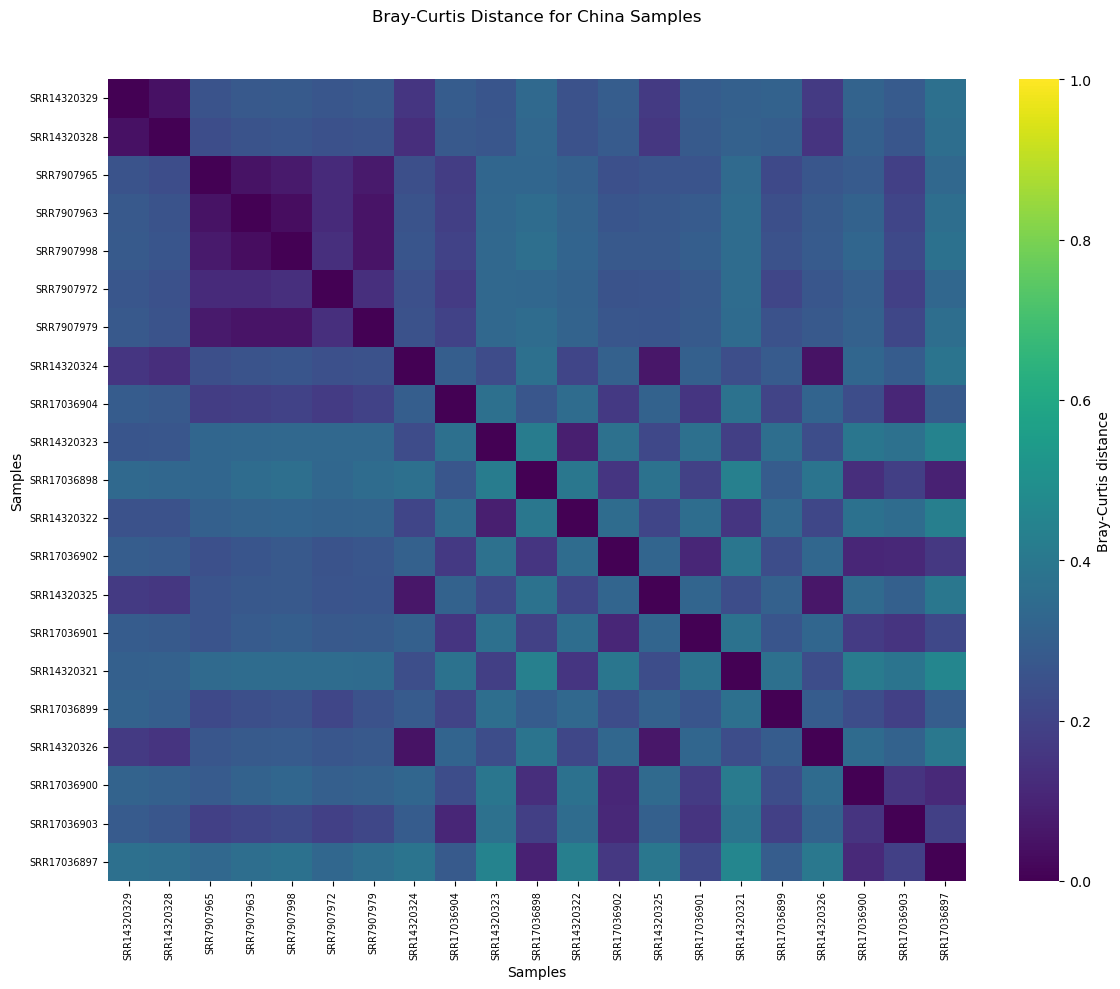 Bray-Curtis Distance for China Samples
SRR14320329
SRR14320328
SRR7907965
SRR7907963
SRR7907998
SRR7907972
SRR7907979
SRR14320324
SRR17036904
SRR14320323
SRR17036898
SRR14320322
SRR17036902
SRR14320325
SRR17036901
SRR14320321
SRR17036899
SRR14320326
SRR17036900
SRR17036903
SRR17036897
Samples
SRR14320329
SRR14320328
SRR7907965
SRR7907963
SRR7907998
SRR7907972
SRR7907979
SRR14320324
SRR17036904
SRR14320323
SRR17036898
SRR14320322
SRR17036902
SRR14320325
SRR17036901
SRR14320321
SRR17036899
SRR14320326
SRR17036900
SRR17036903
SRR17036897
Samples
1.0
0.8
0.6
0.4
0.2
0.0
Bray-Curtis distance